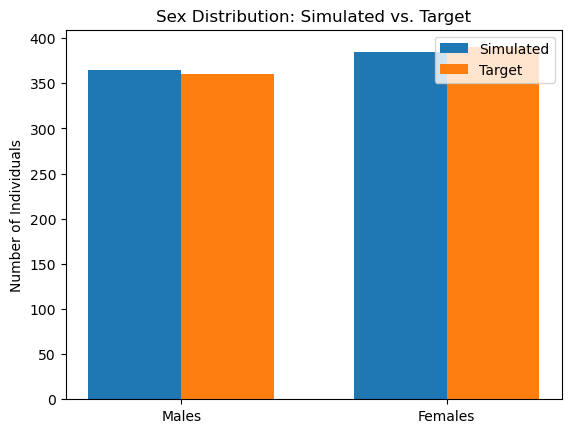 Sex Distribution: Simulated vs. Target
Simulated
Target
Number of Individuals
400
350
300
250
200
150
100
50
0
Males
Females